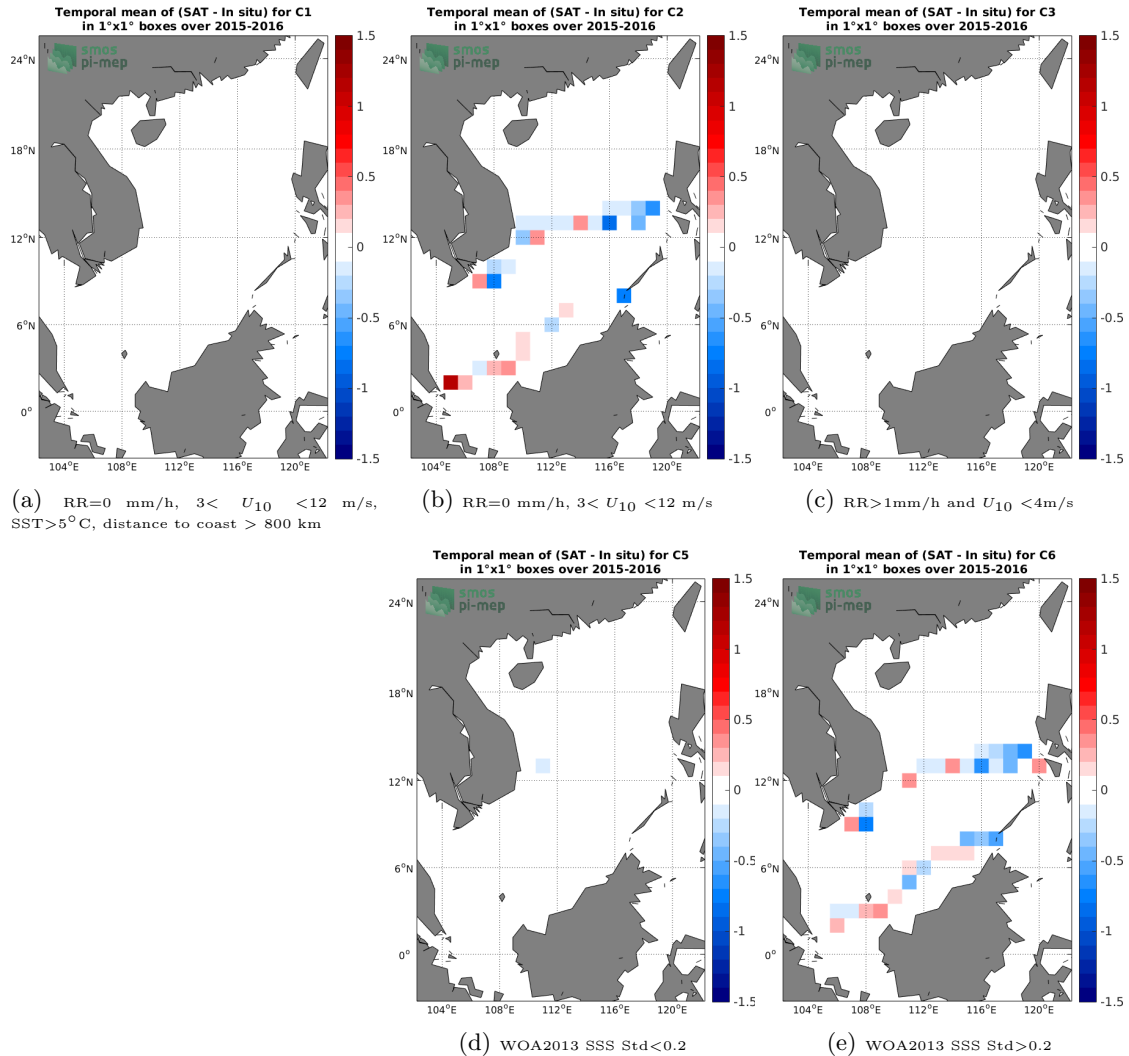 Temporal mean of (SAT - In situ) for C1
in 1°x1° boxes over 2015-2016
smos
pi-mep
24°N
18°N
12°N
6°N
0°
104°E 108°E 112°E 116°E 120°E
1.5
1
0.5
0
-0.5
-1
-1.5
(a) RR=0 mm/h, 3< U10 <12 m/s,
SST>5°C, distance to coast > 800 km
Temporal mean of (SAT - In situ) for C2
in 1°x1° boxes over 2015-2016
smos
pi-mep
24°N
18°N
12°N
6°N
0°
104°E 108°E 112°E 116°E 120°E
1.5
1
0.5
0
-0.5
-1
-1.5
(b) RR=0 mm/h, 3< U10 <12 m/s
Temporal mean of (SAT - In situ) for C3
in 1°x1° boxes over 2015-2016
smos
pi-mep
24°N
18°N
12°N
6°N
0°
104°E 108°E 112°E 116°E 120°E
1.5
1
0.5
0
-0.5
-1
-1.5
(c) RR>1mm/h and U10 <4m/s
Temporal mean of (SAT - In situ) for C5
in 1°x1° boxes over 2015-2016
smos
pi-mep
24°N
18°N
12°N
6°N
0°
104°E 108°E 112°E 116°E 120°E
1.5
1
0.5
0
-0.5
-1
-1.5
(d) WOA2013 SSS Std<0.2
Temporal mean of (SAT - In situ) for C6
in 1°x1° boxes over 2015-2016
smos
pi-mep
24°N
18°N
12°N
6°N
0°
104°E 108°E 112°E 116°E 120°E
1.5
1
0.5
0
-0.5
-1
-1.5
(e) WOA2013 SSS Std>0.2